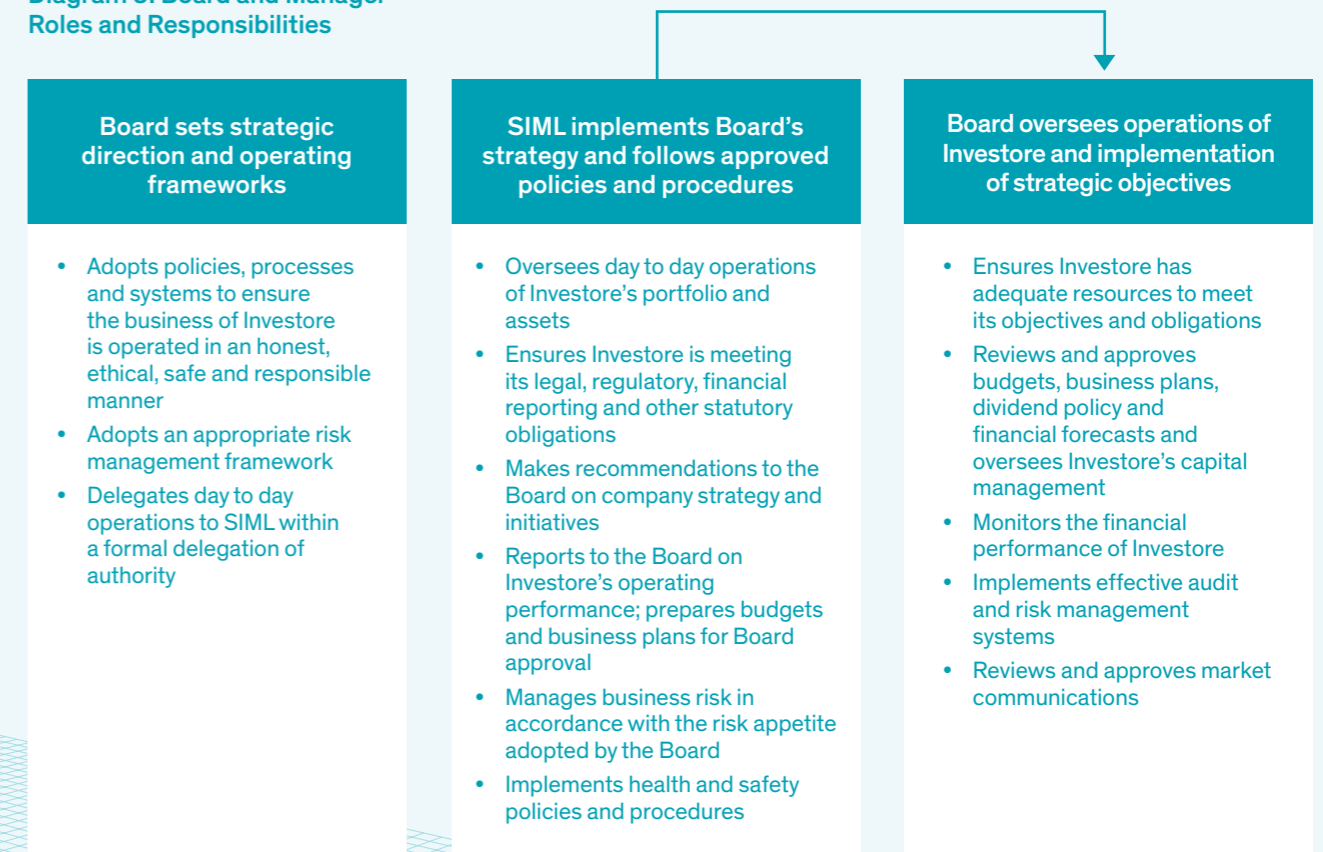 Diagram 3: Board and Manager
Roles and Responsibilities
Board sets strategic
direction and operating
frameworks
• Adopts policies, processes
and systems to ensure
the business of Investore
is operated in an honest,
ethical, safe and responsible
manner
• Adopts an appropriate risk
management framework
• Delegates day to day
operations to SIML within
a formal delegation of
authority
SIML implements Board's
strategy and follows approved
policies and procedures
• Oversees day to day operations
of Investore's portfolio and
assets
• Ensures Investore is meeting
its legal, regulatory, financial
reporting and other statutory
obligations
• Makes recommendations to the
Board on company strategy and
initiatives
• Reports to the Board on
Investore's operating
performance; prepares budgets
and business plans for Board
approval
• Manages business risk in
accordance with the risk appetite
adopted by the Board
• Implements health and safety
policies and procedures
Board oversees operations of
Investore and implementation
of strategic objectives
• Ensures Investore has
adequate resources to meet
its objectives and obligations
• Reviews and approves
budgets, business plans,
dividend policy and
financial forecasts and
oversees Investore's capital
management
• Monitors the financial
performance of Investore
• Implements effective audit
and risk management
systems
• Reviews and approves market
communications